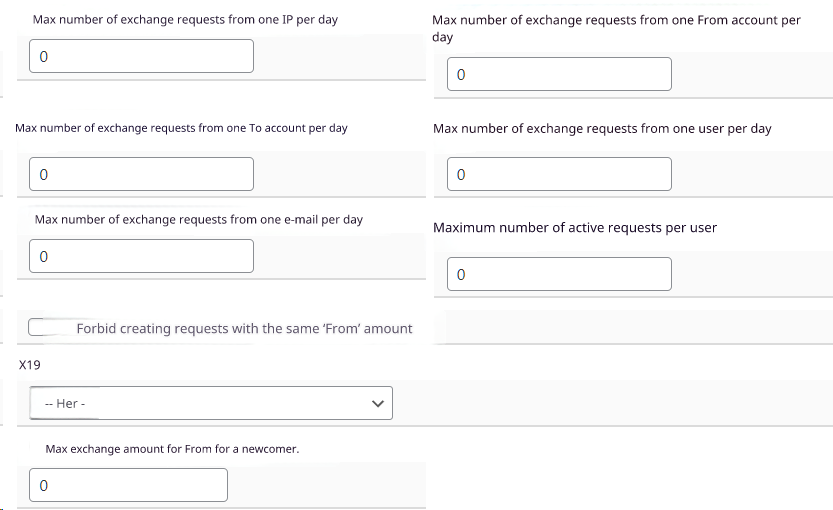 Max number of exchange requests from one IP per day
0
Max number of exchange requests from one From account per
day
0
Max number of exchange requests from one To account per day
0
Max number of exchange requests from one user per day
0
Max number of exchange requests from one e-mail per day
0
Maximum number of active requests per user
0
Forbid creating requests with the same ‘From’ amount
X19
-- Her -
Max exchange amount for From for a newcomer.
0